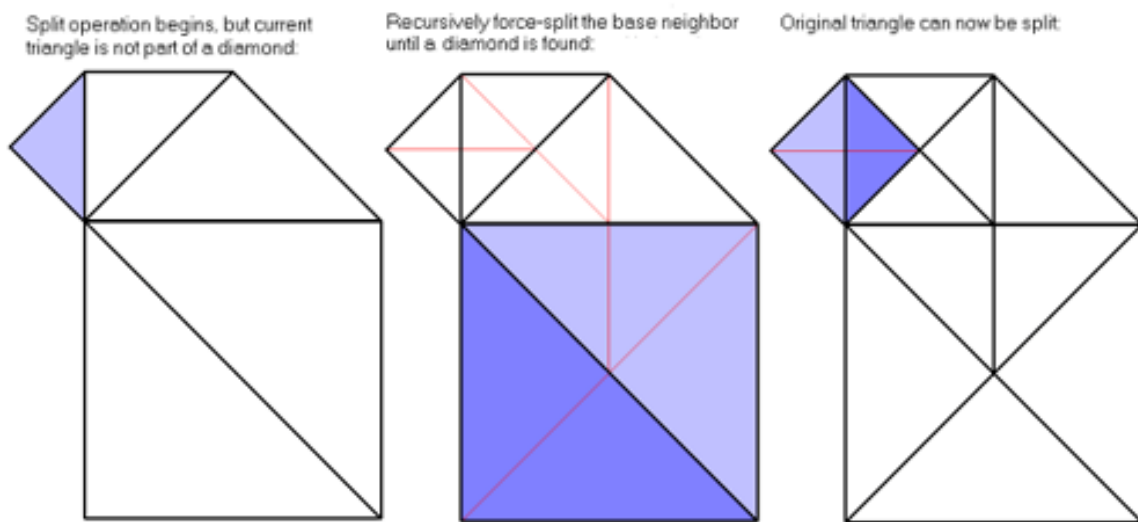 Split operation begins, but current
triangle is not part of a diamond:
Recursively force-split the base neighbor
until a diamond is found:
Original triangle can now be split: